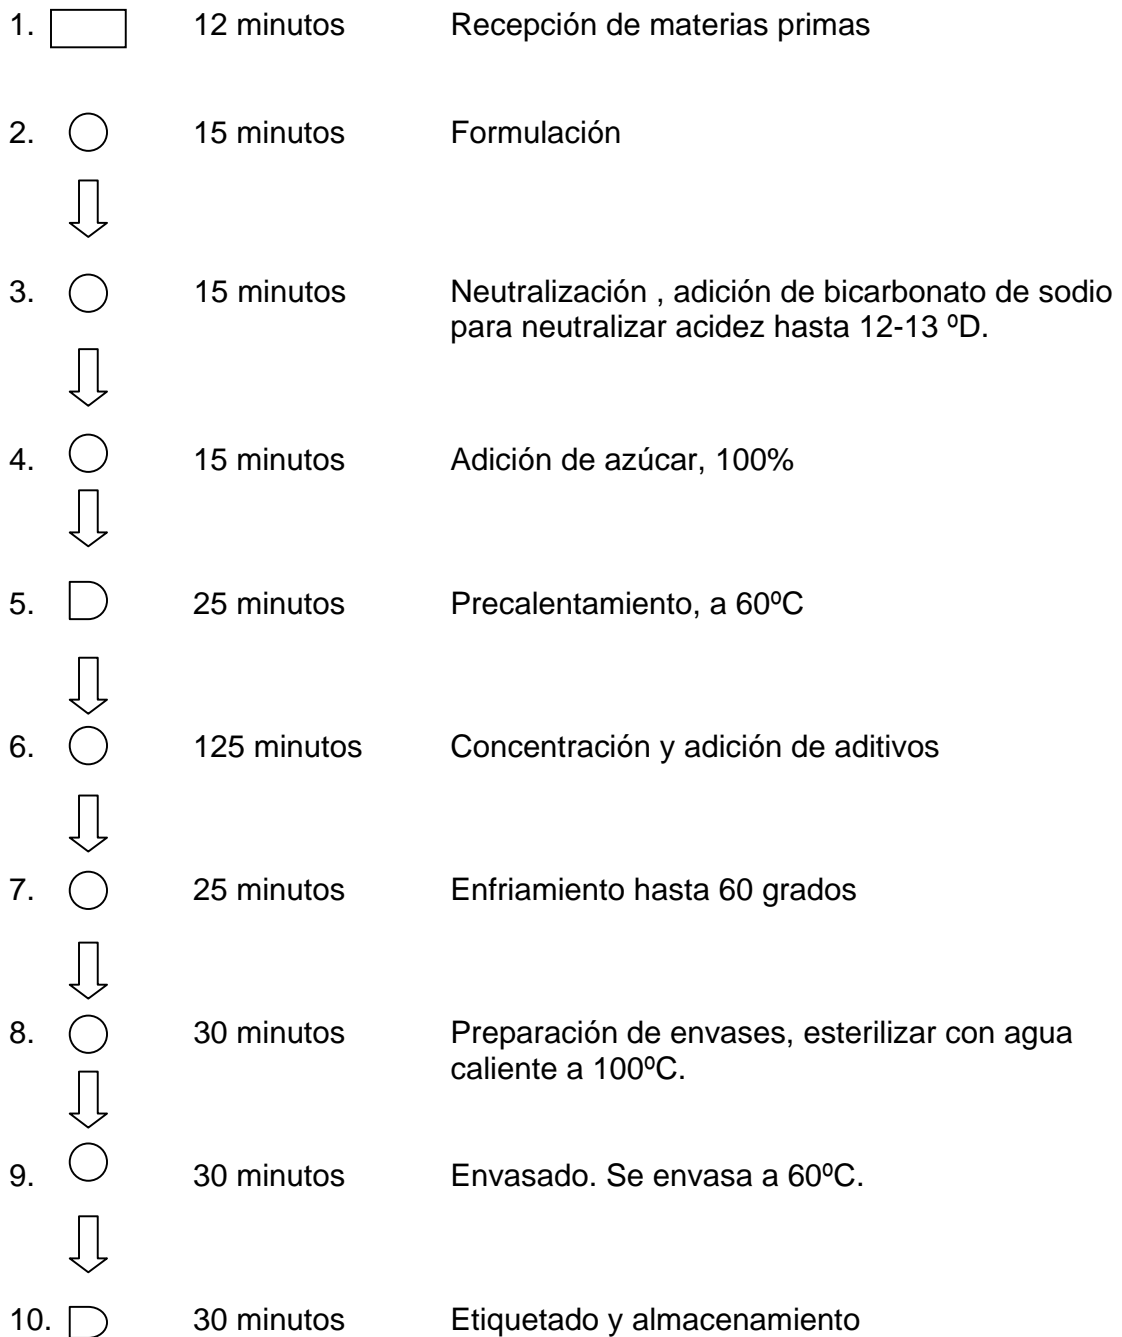 1. 12 minutos Recepción de materias primas
2. 15 minutos Formulación
3. 15 minutos Neutralización , adición de bicarbonato de sodio
para neutralizar acidez hasta 12-13 ºD.
4. 15 minutos Adición de azúcar, 100%
5. 25 minutos Precalentamiento, a 60ºC
6. 125 minutos Concentración y adición de aditivos
7. 25 minutos Enfriamiento hasta 60 grados
8. 30 minutos Preparación de envases, esterilizar con agua
caliente a 100ºC.
9. 30 minutos Envasado. Se envasa a 60ºC.
10. 30 minutos Etiquetado y almacenamiento